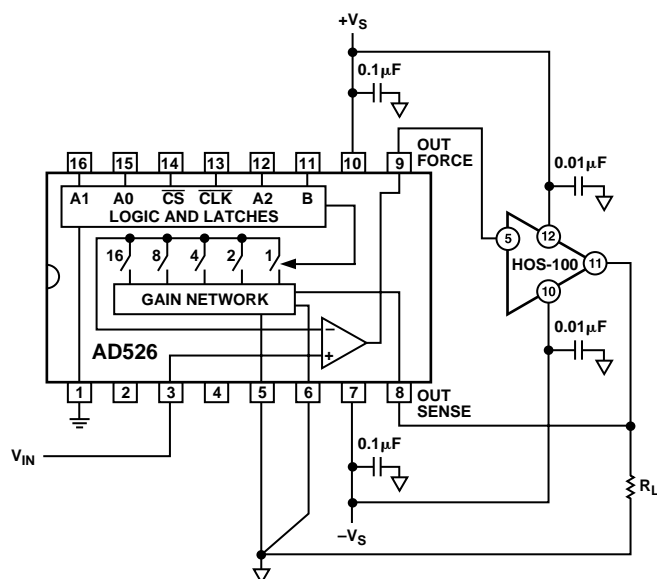 +VS
0.1µF
16 15 14 13 12 11 10 9
OUT FORCE
A1 A0 CS CLK A2 B
LOGIC AND LATCHES
0.01µF
16 8 4 2 1
5 12 HOS-100 11
10
GAIN NETWORK
–
+
AD526
0.01µF
1 2 3 4 5 6 7 8
OUT SENSE
VIN
0.1µF
RL
–VS